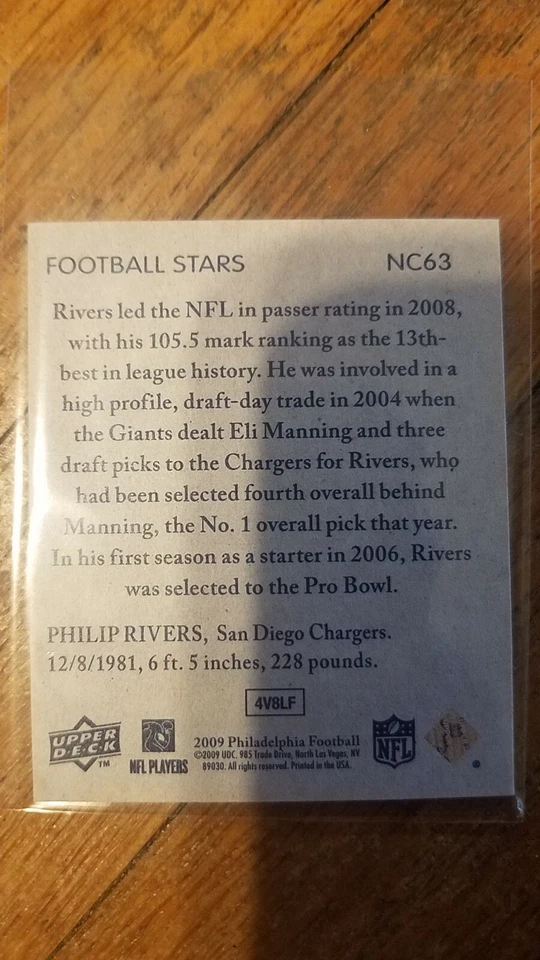 FOOTBALL STARS NC63
Rivers led the NFL in passer rating in 2008,
with his 105.5 mark ranking as the 13th-
best in league history. He was involved in a
high profile, draft-day trade in 2004 when
the Giants dealt Eli Manning and three
draft picks to the Chargers for Rivers, who
had been selected fourth overall behind
Manning, the No. 1 overall pick that year.
In his first season as a starter in 2006, Rivers
was selected to the Pro Bowl.
PHILIP RIVERS, San Diego Chargers.
12/8/1981, 6 ft. 5 inches, 228 pounds.
4V8LF
UPPER DECK TM
NFL PLAYERS
2009 Philadelphia Football
©2009 UDC. 985 Trade Drive, North Las Vegas, NV
89030. All rights reserved. Printed in the USA.
NFL